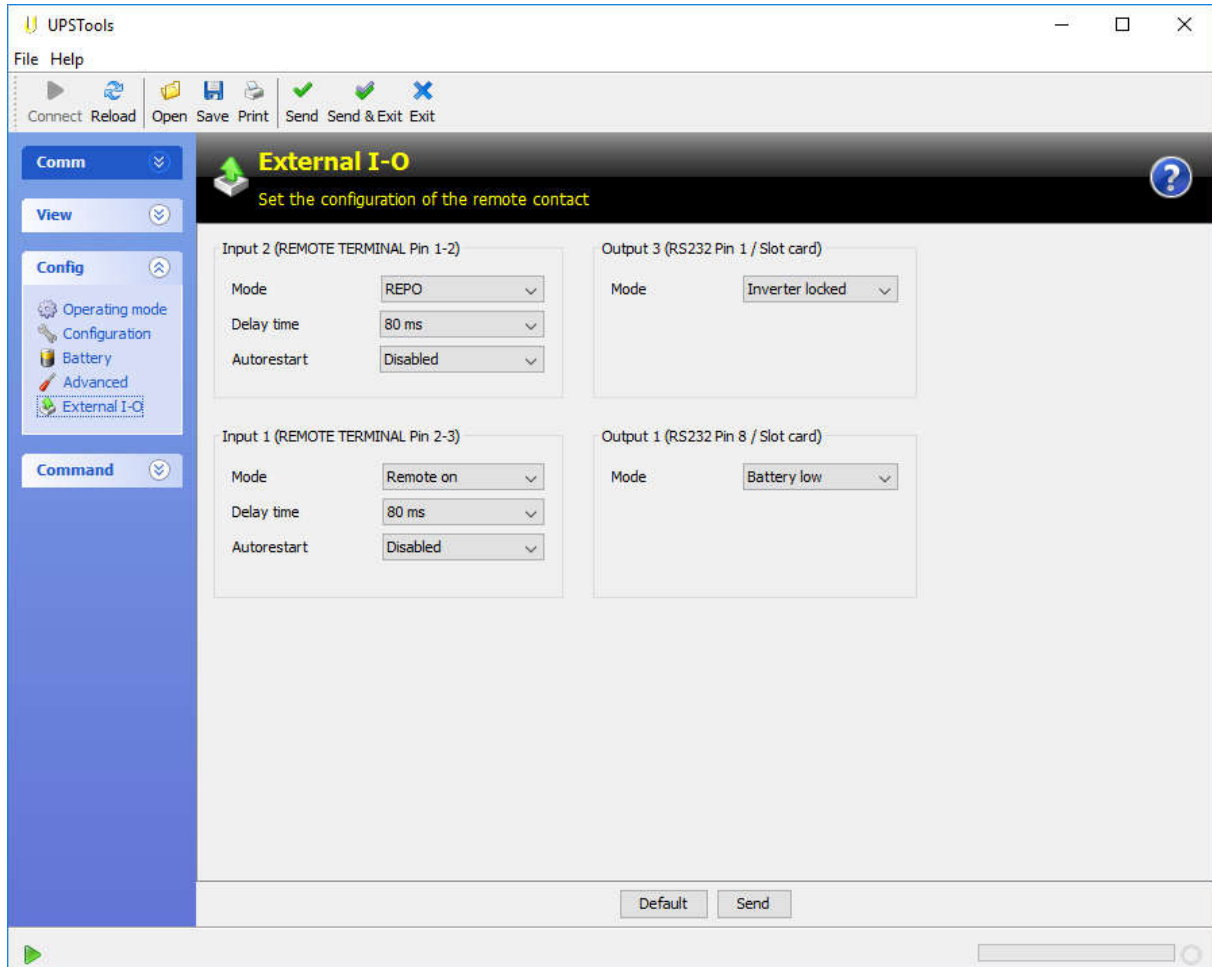 UPSTools
File Help
Connect Reload Open Save Print Send Send & Exit Exit
Comm
View
Config
Operating mode
Configuration
Battery
Advanced
External I-O
Command
External I-O
Set the configuration of the remote contact
Input 2 (REMOTE TERMINAL Pin 1-2)
Mode REPO
Delay time 80 ms
Autorestart Disabled
Output 3 (RS232 Pin 1 / Slot card)
Mode Inverter locked
Input 1 (REMOTE TERMINAL Pin 2-3)
Mode Remote on
Delay time 80 ms
Autorestart Disabled
Output 1 (RS232 Pin 8 / Slot card)
Mode Battery low
Default Send